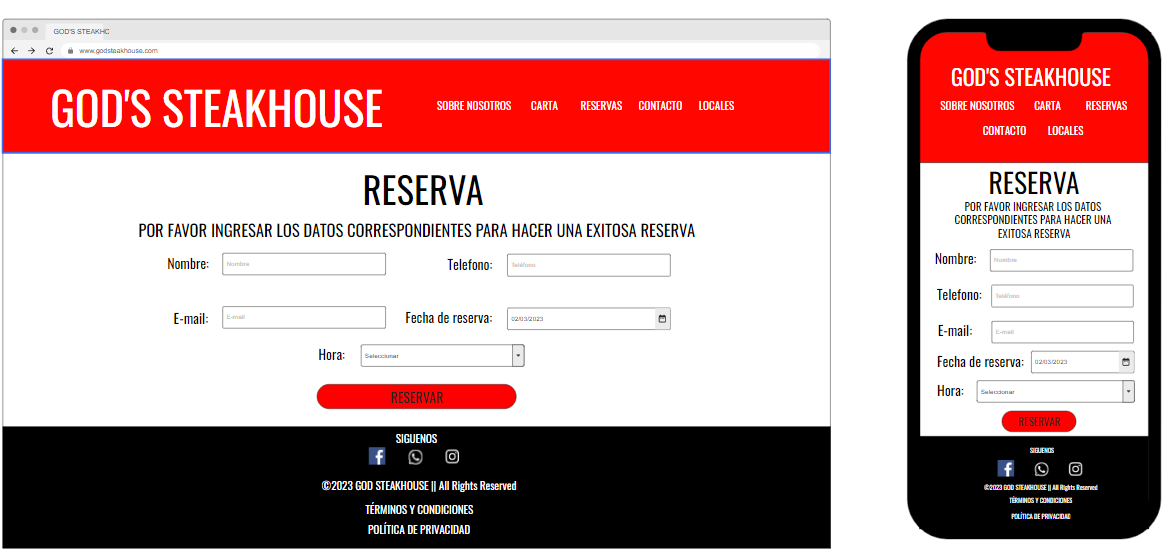 GOD'S STEAKHC
www.godsteakhouse.com
GOD'S STEAKHOUSE
SOBRE NOSOTROS CARTA RESERVAS CONTACTO LOCALES
RESERVA
POR FAVOR INGRESAR LOS DATOS CORRESPONDIENTES PARA HACER UNA EXITOSA RESERVA
Nombre: Nombre Telefono: Teléfono
E-mail: E-mail Fecha de reserva: 02/03/2023
Hora: Seleccionar
RESERVAR
SIGUENOS
©2023 GOD STEAKHOUSE || All Rights Reserved
TÉRMINOS Y CONDICIONES
POLÍTICA DE PRIVACIDAD
GOD'S STEAKHOUSE
SOBRE NOSOTROS CARTA RESERVAS
CONTACTO LOCALES
RESERVA
POR FAVOR INGRESAR LOS DATOS
CORRESPONDIENTES PARA HACER UNA
EXITOSA RESERVA
Nombre: Nombre
Telefono: Teléfono
E-mail: E-mail
Fecha de reserva: 02/03/2023
Hora: Seleccionar
RESERVAR
SIGUENOS
©2023 GOD STEAKHOUSE || All Rights Reserved
TÉRMINOS Y CONDICIONES
POLÍTICA DE PRIVACIDAD